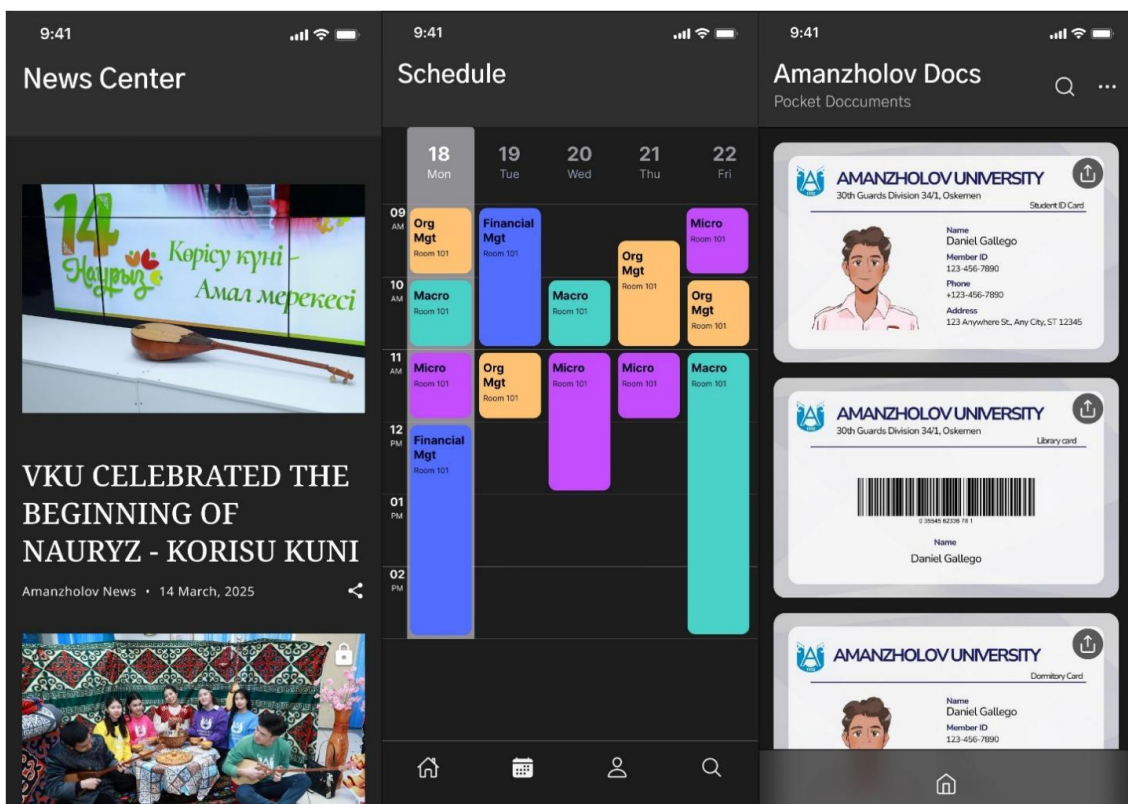 9:41
News Center
14
Наурыз
Көрісу күні -
Амал мерекесі
VKU CELEBRATED THE
BEGINNING OF
NAURYZ - KORISU KUNI
Amanzholov News • 14 March, 2025
9:41
Schedule
18 19 20 21 22
Mon Tue Wed Thu Fri
09
AM
Org
Mgt
Room 101
Financial
Mgt
Room 101
Org
Mgt
Room 101
Micro
Room 101
10
AM
Macro
Room 101
Macro
Room 101
Org
Mgt
Room 101
11
AM
Micro
Room 101
Org
Mgt
Room 101
Micro
Room 101
Micro
Room 101
Macro
Room 101
12
PM
Financial
Mgt
Room 101
01
PM
02
PM
9:41
Amanzholov Docs
Pocket Doccuments
AMANZHOLOV UNIVERSITY
30th Guards Division 34/1, Oskemen
Student ID Card
Name
Daniel Gallego
Member ID
123-456-7890
Phone
+123-456-7890
Address
123 Anywhere St., Any City, ST 12345
AMANZHOLOV UNIVERSITY
30th Guards Division 34/1, Oskemen
Library card
0 35545 62336 78 1
Name
Daniel Gallego
AMANZHOLOV UNIVERSITY
Dormitory Card
Name
Daniel Gallego
Member ID
123-456-7890